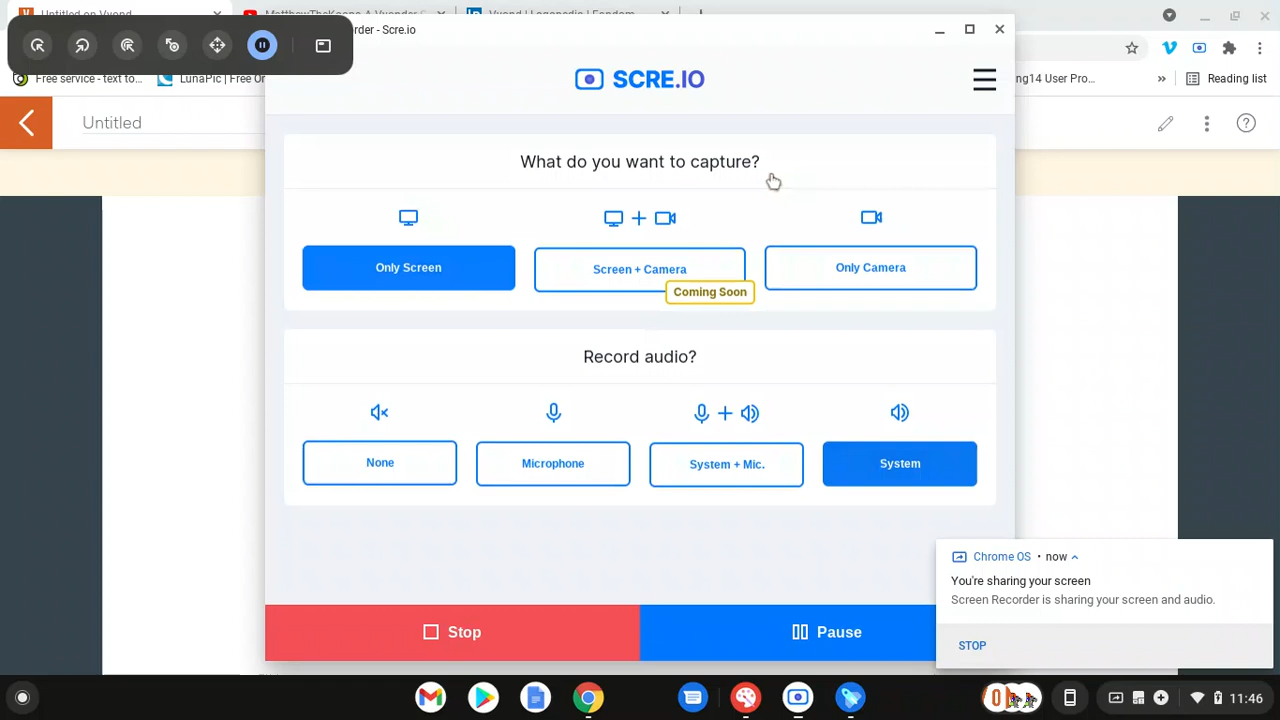 Untitled on Vyond
MatthewTheKoopa A Vyonder S
Vyond | Logopedia | Fandom
order - Scre.io
Free service - text to...
LunaPic | Free Or
ng14 User Pro...
»
Reading list
SCRE.IO
Untitled
What do you want to capture?
Only Screen
Screen + Camera
Only Camera
Coming Soon
Record audio?
None
Microphone
System + Mic.
System
Chrome OS • now
You're sharing your screen
Screen Recorder is sharing your screen and audio.
STOP
Stop
Pause
11:46